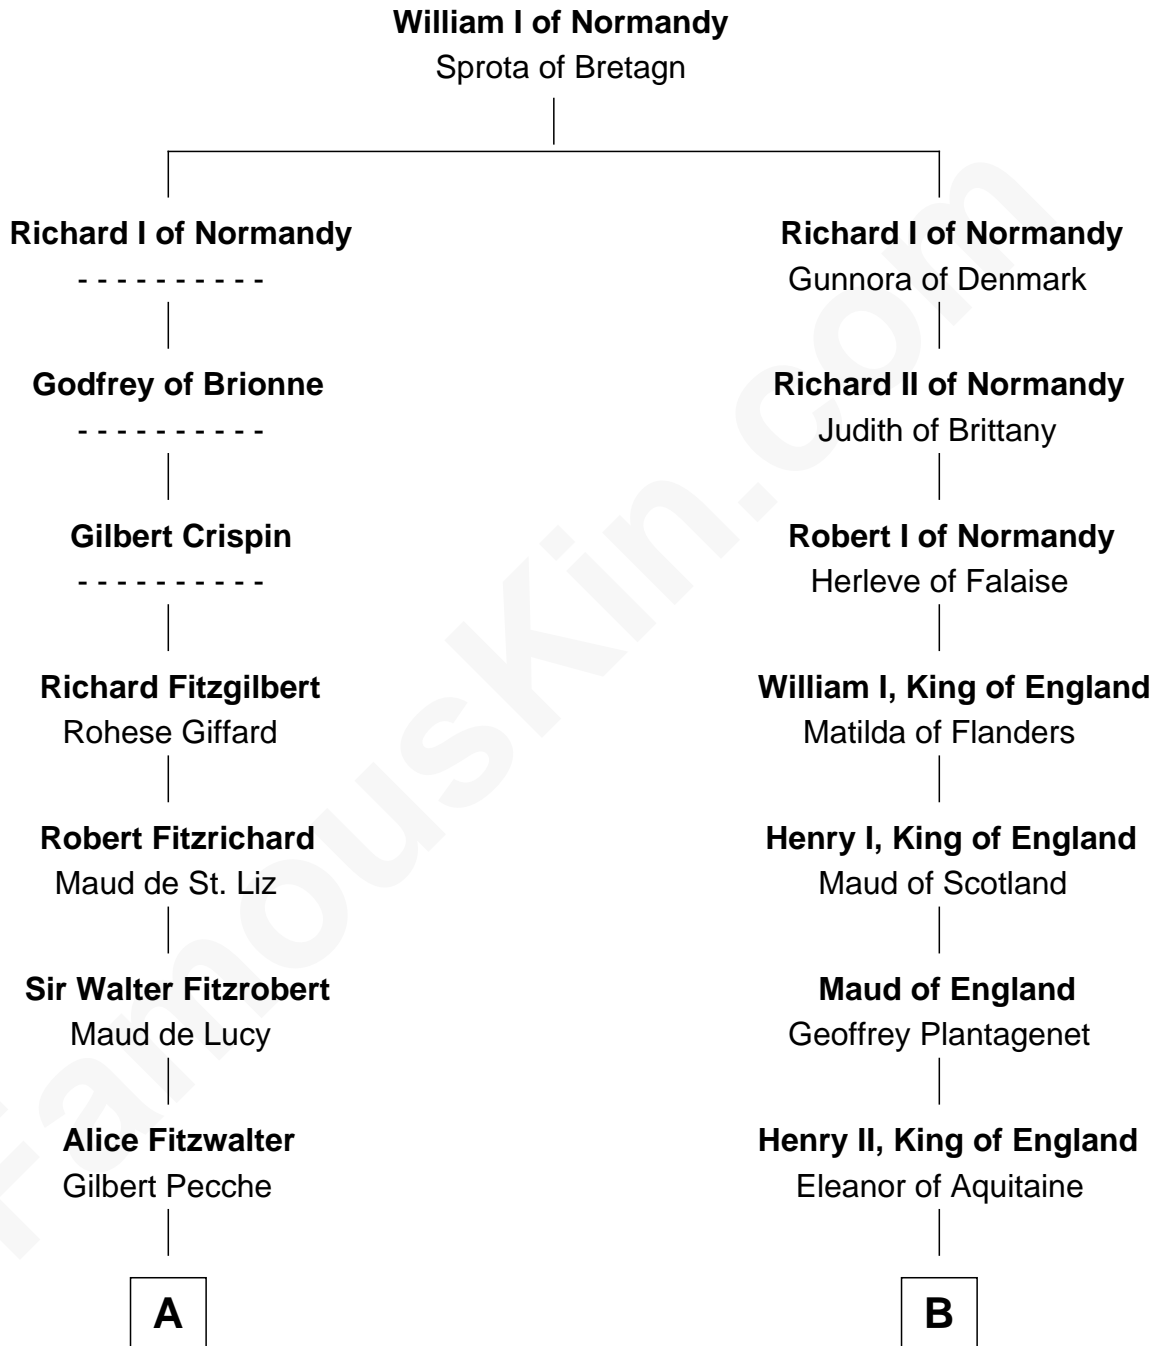 William I of Normandy
Sprota of Bretagn
Richard I of Normandy
- - - - - - - - - -
Godfrey of Brionne
- - - - - - - - - -
Gilbert Crispin
- - - - - - - - - -
Richard Fitzgilbert
Rohese Giffard
Robert Fitzrichard
Maud de St. Liz
Sir Walter Fitzrobert
Maud de Lucy
Alice Fitzwalter
Gilbert Pecche
A
Richard I of Normandy
Gunnora of Denmark
Richard II of Normandy
Judith of Brittany
Robert I of Normandy
Herleve of Falaise
William I, King of England
Matilda of Flanders
Henry I, King of England
Maud of Scotland
Maud of England
Geoffrey Plantagenet
Henry II, King of England
Eleanor of Aquitaine
B
FamousKin.com